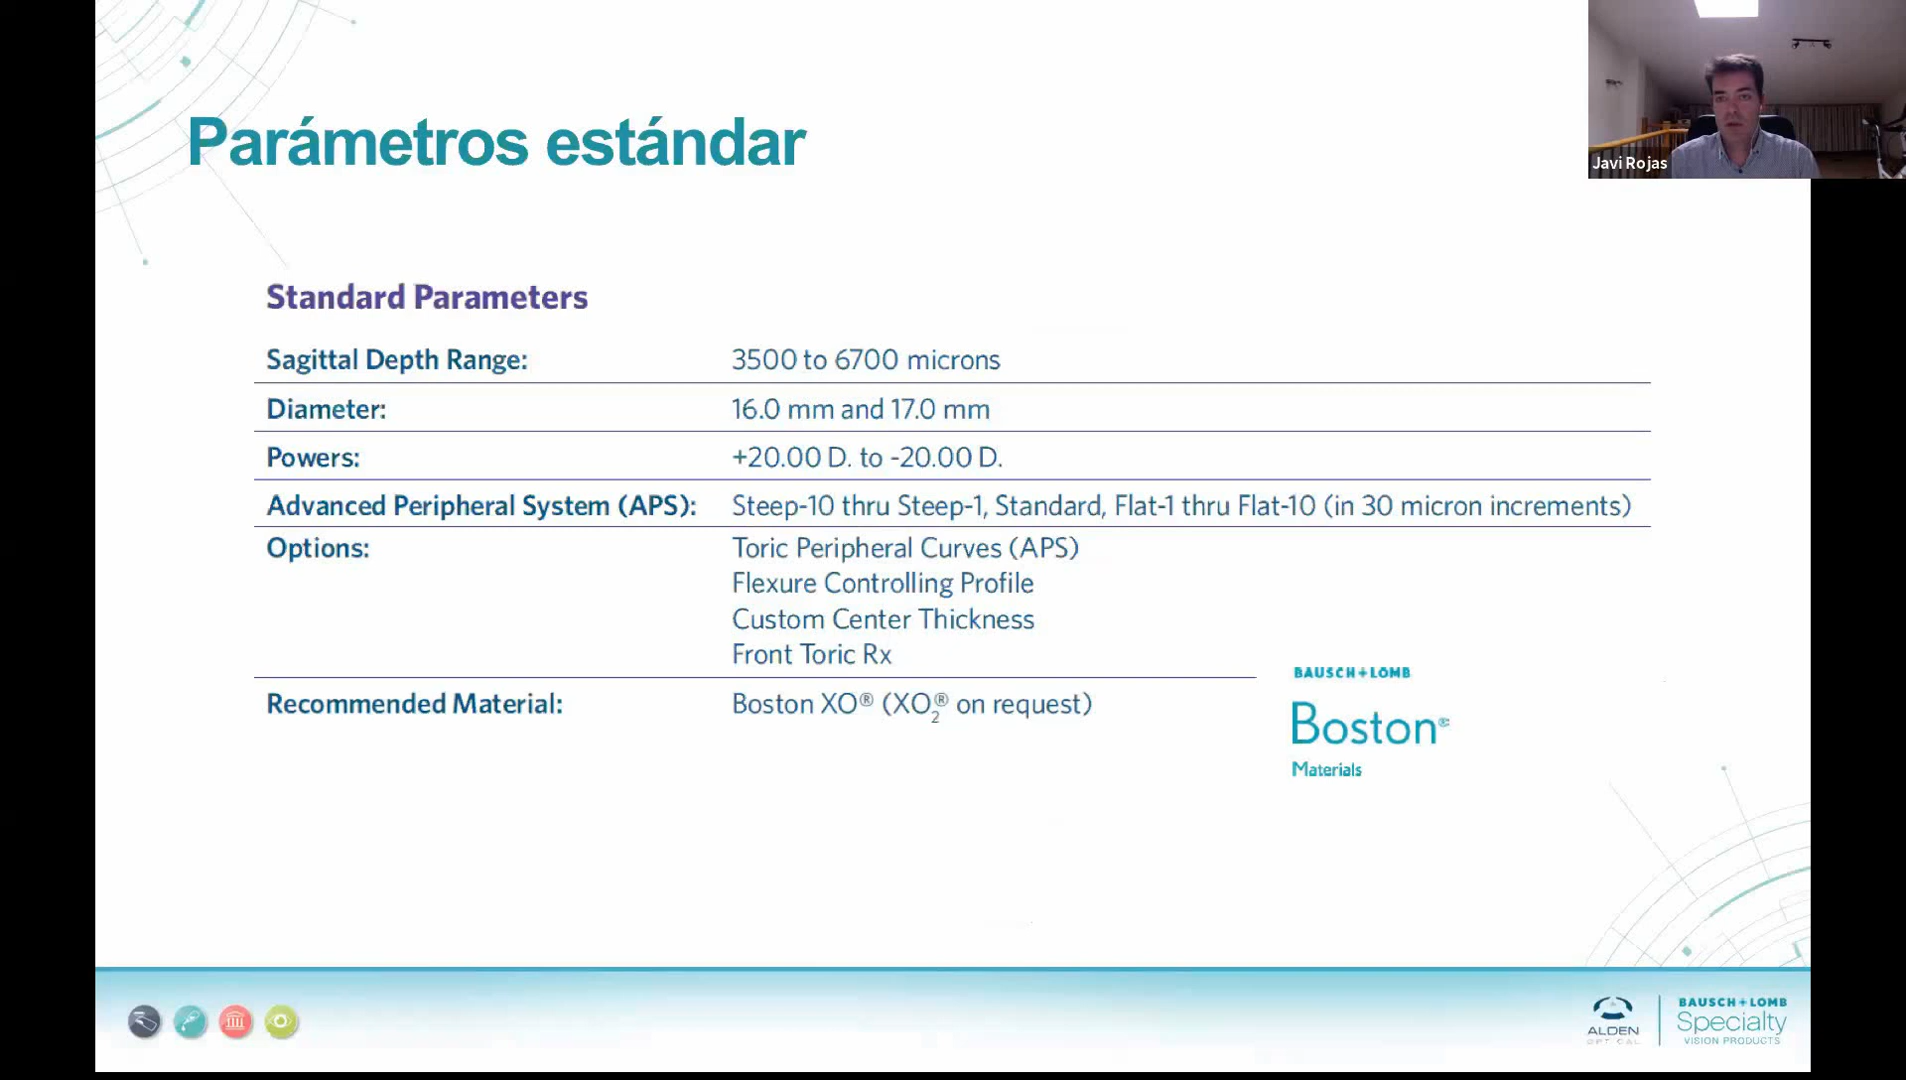 Parámetros estándar
Javi Rojas
Standard Parameters
Sagittal Depth Range: 3500 to 6700 microns
Diameter: 16.0 mm and 17.0 mm
Powers: +20.00 D. to -20.00 D.
Advanced Peripheral System (APS): Steep-10 thru Steep-1, Standard, Flat-1 thru Flat-10 (in 30 micron increments)
Options: Toric Peripheral Curves (APS)
Flexure Controlling Profile
Custom Center Thickness
Front Toric Rx
Recommended Material: Boston XO® (XO₂® on request)
BAUSCH+LOMB
Boston®
Materials
ALDEN
OPTICAL
BAUSCH+LOMB
Specialty
VISION PRODUCTS